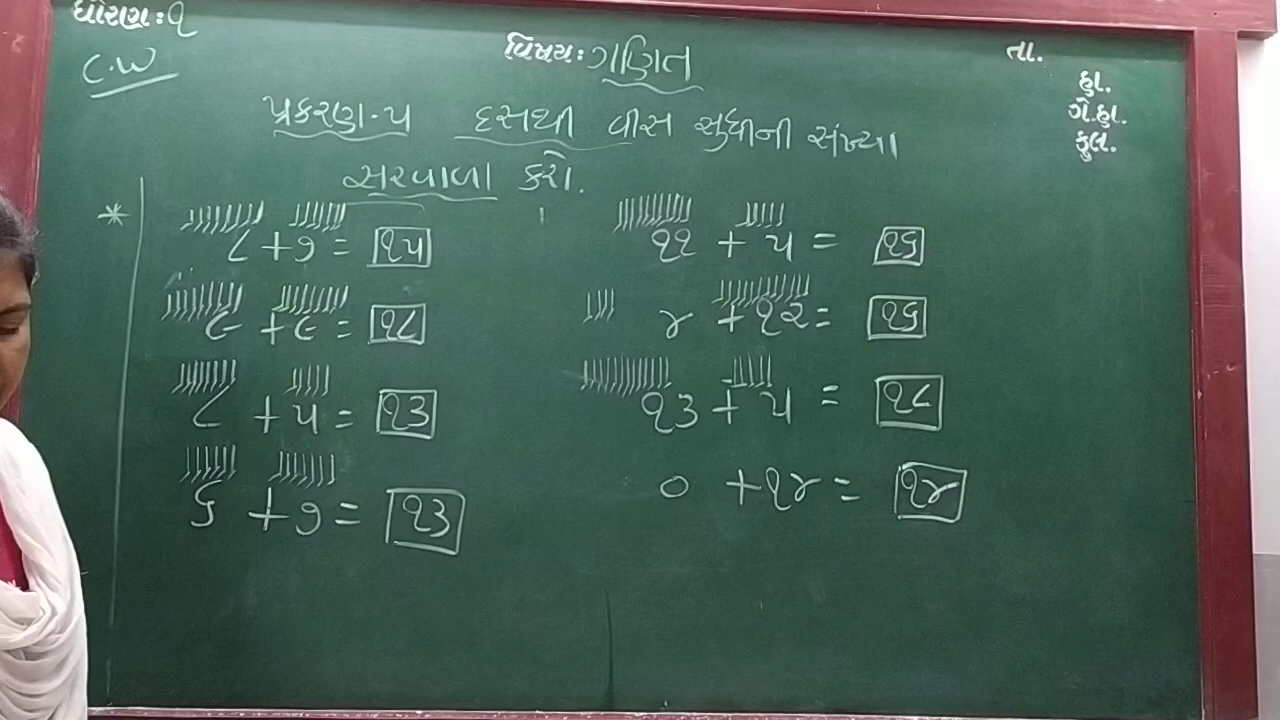 ધોરણ: ૧
વિષય: ગણિત
તા.
C.W
હા.
ગે.હા.
કુલ.
પ્રકરણ-૫ દસથી વીસ સુધીની સંખ્યા
સરવાળા કરો.
*
૮ + ૭ = ૧૫
૧૧ + ૫ = ૧૬
૯ + ૯ = ૧૮
૪ + ૧૨ = ૧૬
૮ + ૫ = ૧૩
૧૩ + ૫ = ૧૮
૬ + ૭ = ૧૩
૦ + ૧૪ = ૧૪